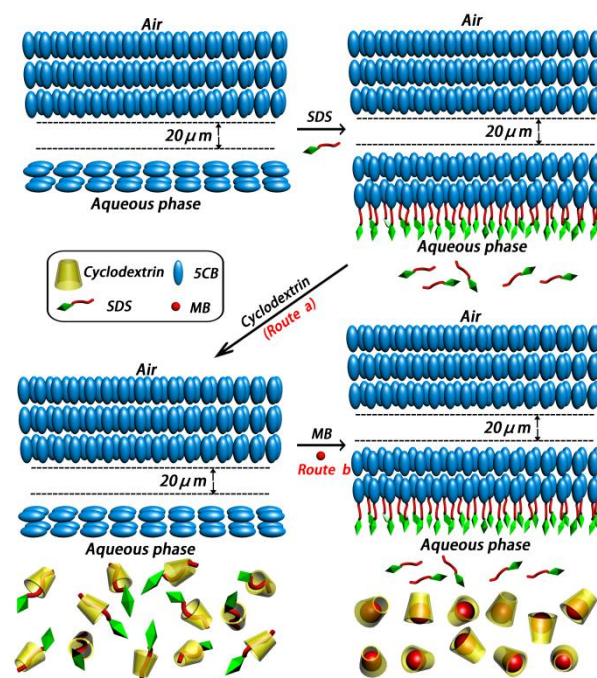 Air
20 μm
Aqueous phase
SDS
Air
20 μm
Aqueous phase
Cyclodextrin
5CB
SDS
MB
Cyclodextrin
(Route a)
Air
20 μm
Aqueous phase
MB
Route b
Air
20 μm
Aqueous phase